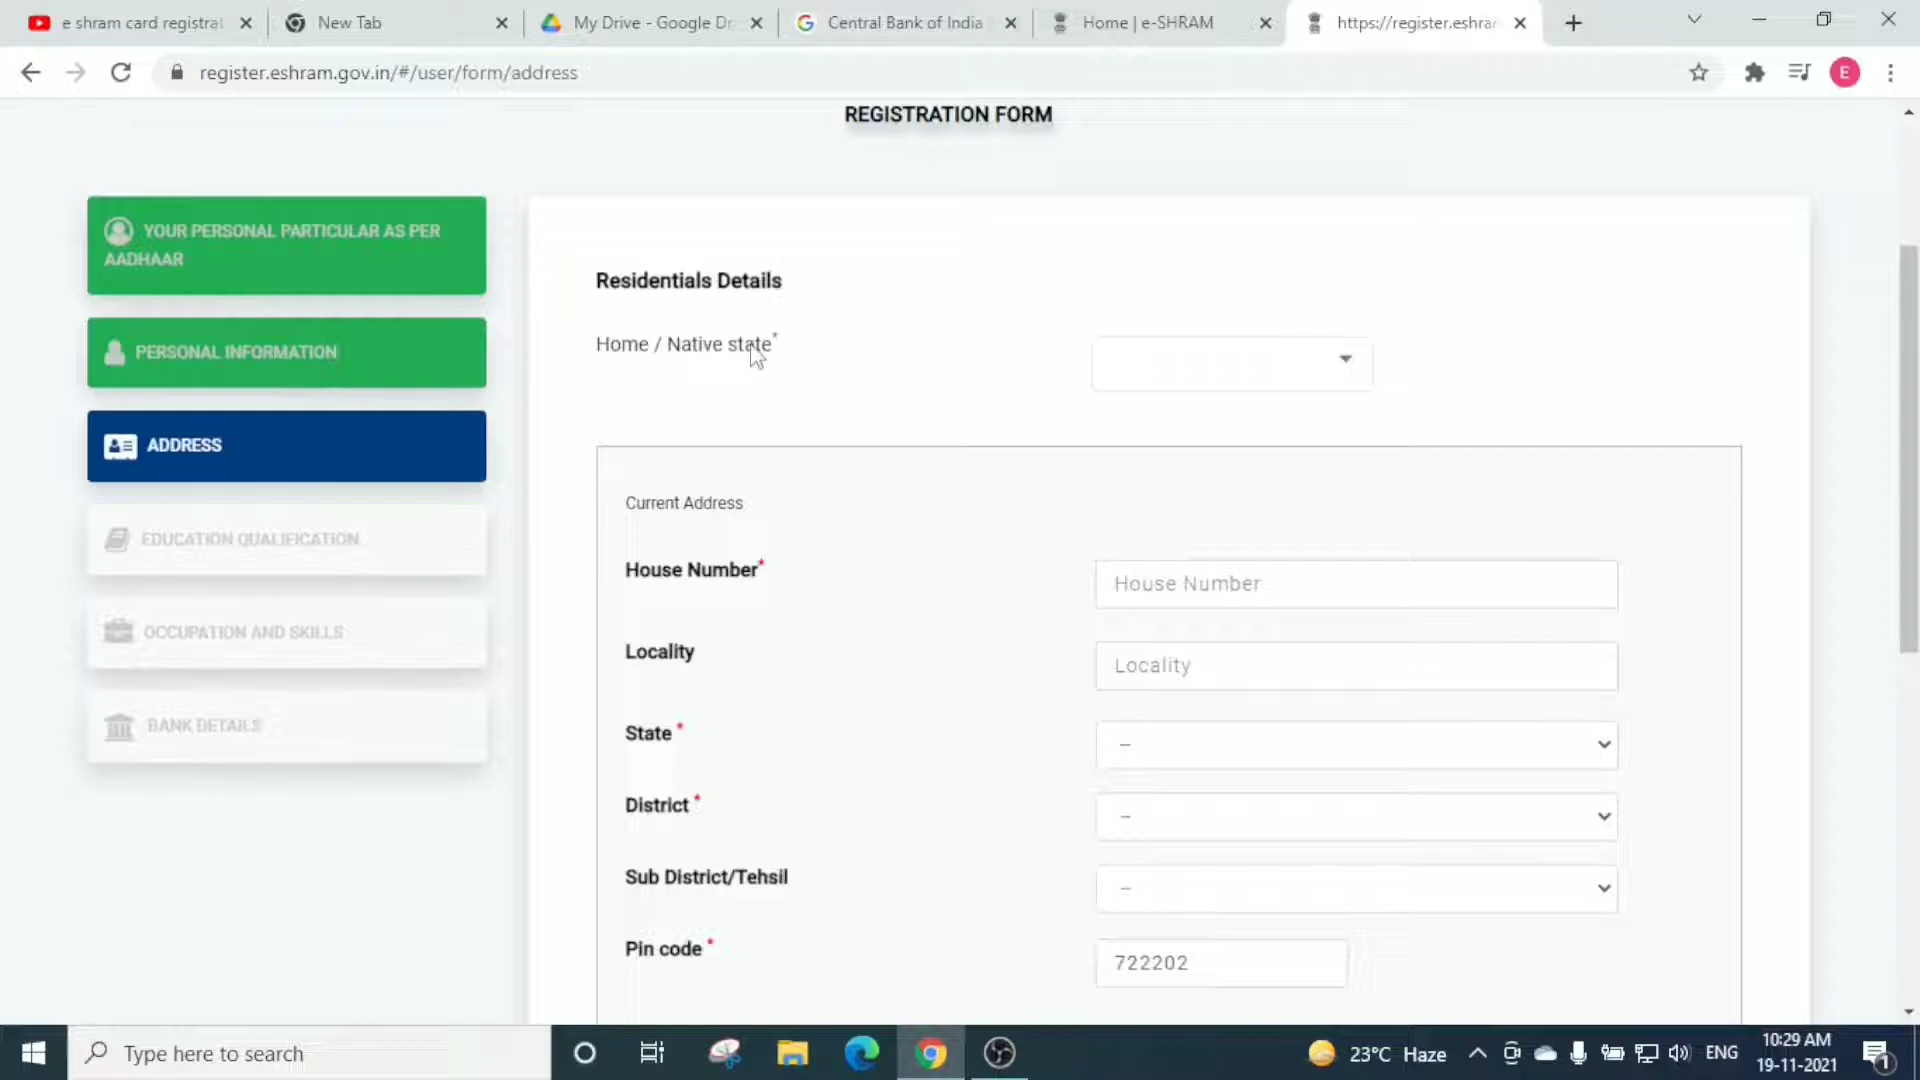 e shram card registrat
New Tab
My Drive - Google Dr
Central Bank of India
Home | e-SHRAM
https://register.eshra
register.eshram.gov.in/#/user/form/address
E
REGISTRATION FORM
YOUR PERSONAL PARTICULAR AS PER
AADHAAR
PERSONAL INFORMATION
ADDRESS
EDUCATION QUALIFICATION
OCCUPATION AND SKILLS
BANK DETAILS
Residentials Details
Home / Native state*
Current Address
House Number*
House Number
Locality
Locality
State *
--
District *
--
Sub District/Tehsil
--
Pin code *
722202
Type here to search
23°C Haze
ENG
10:29 AM
19-11-2021
1